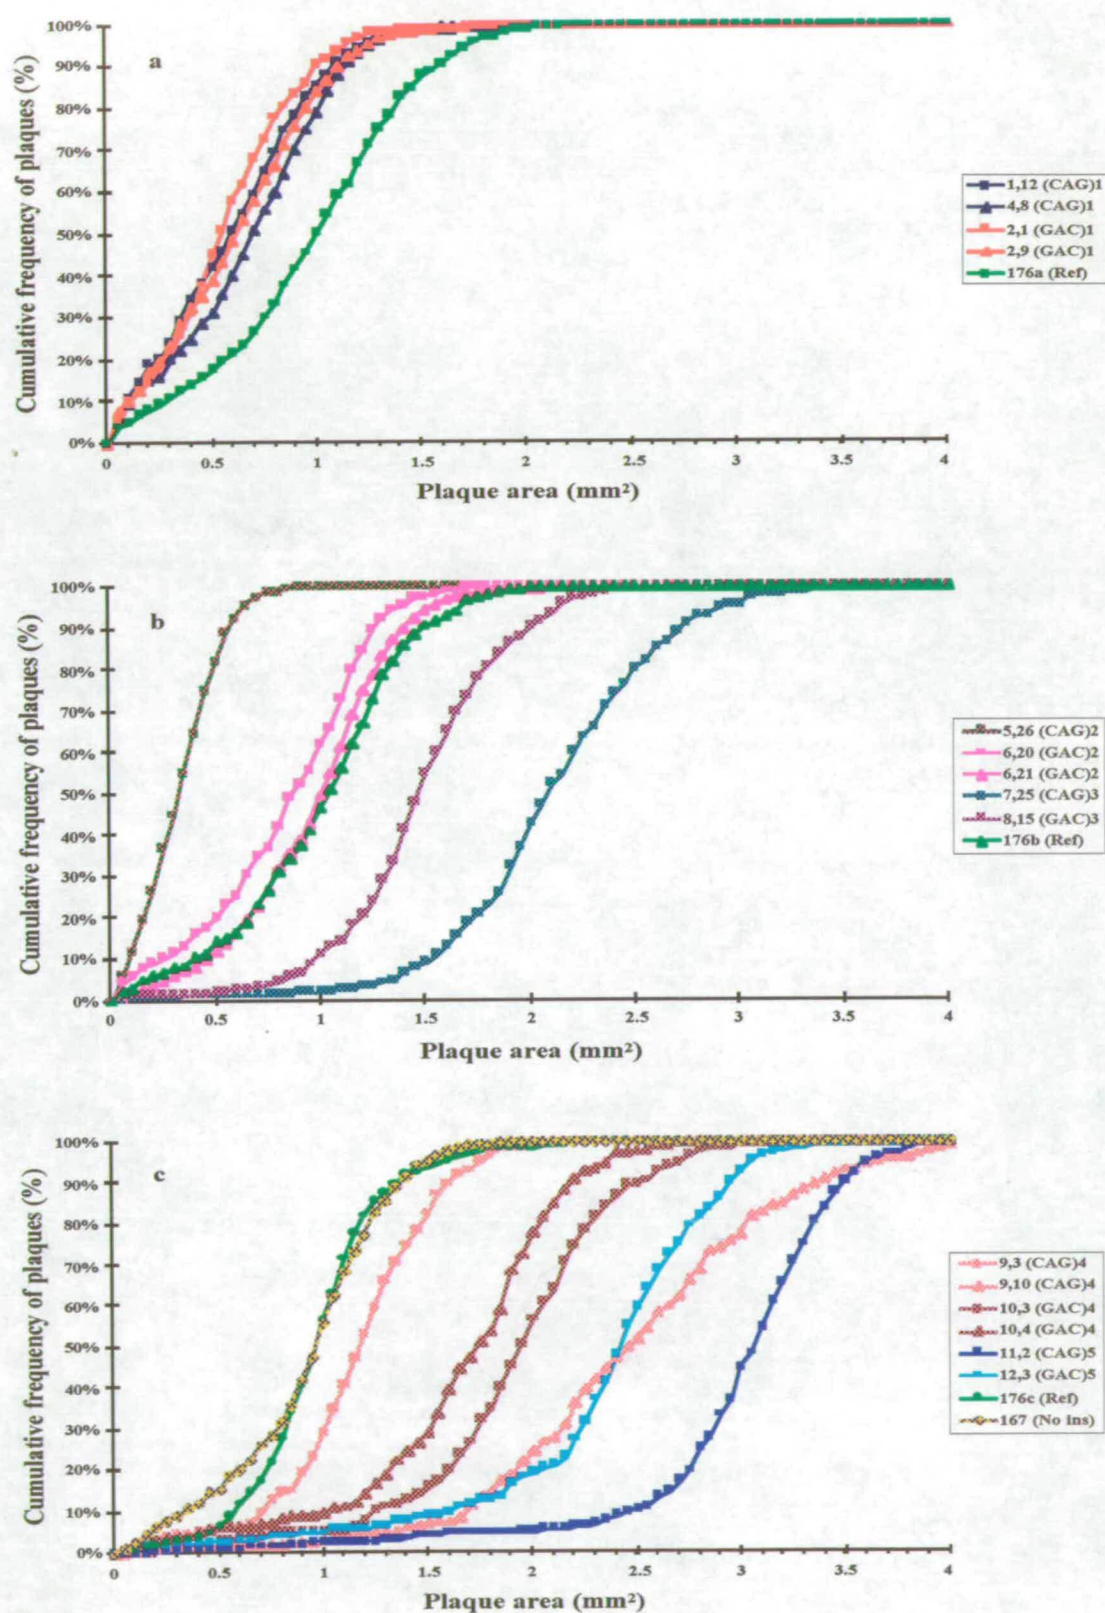 a
Cumulative frequency of plaques (%)
100%
90%
80%
70%
60%
50%
40%
30%
20%
10%
0%
0 0.5 1 1.5 2 2.5 3 3.5 4
Plaque area (mm²)
1,12 (CAG)1
4,8 (CAG)1
2,1 (GAC)1
2,9 (GAC)1
176a (Ref)
b
Cumulative frequency of plaques (%)
100%
90%
80%
70%
60%
50%
40%
30%
20%
10%
0%
0 0.5 1 1.5 2 2.5 3 3.5 4
Plaque area (mm²)
5,26 (CAG)2
6,20 (GAC)2
6,21 (GAC)2
7,25 (CAG)3
8,15 (GAC)3
176b (Ref)
c
Cumulative frequency of plaques (%)
100%
90%
80%
70%
60%
50%
40%
30%
20%
10%
0%
0 0.5 1 1.5 2 2.5 3 3.5 4
Plaque area (mm²)
9,3 (CAG)4
9,10 (CAG)4
10,3 (GAC)4
10,4 (GAC)4
11,2 (CAG)5
12,3 (GAC)5
176c (Ref)
167 (No ins)